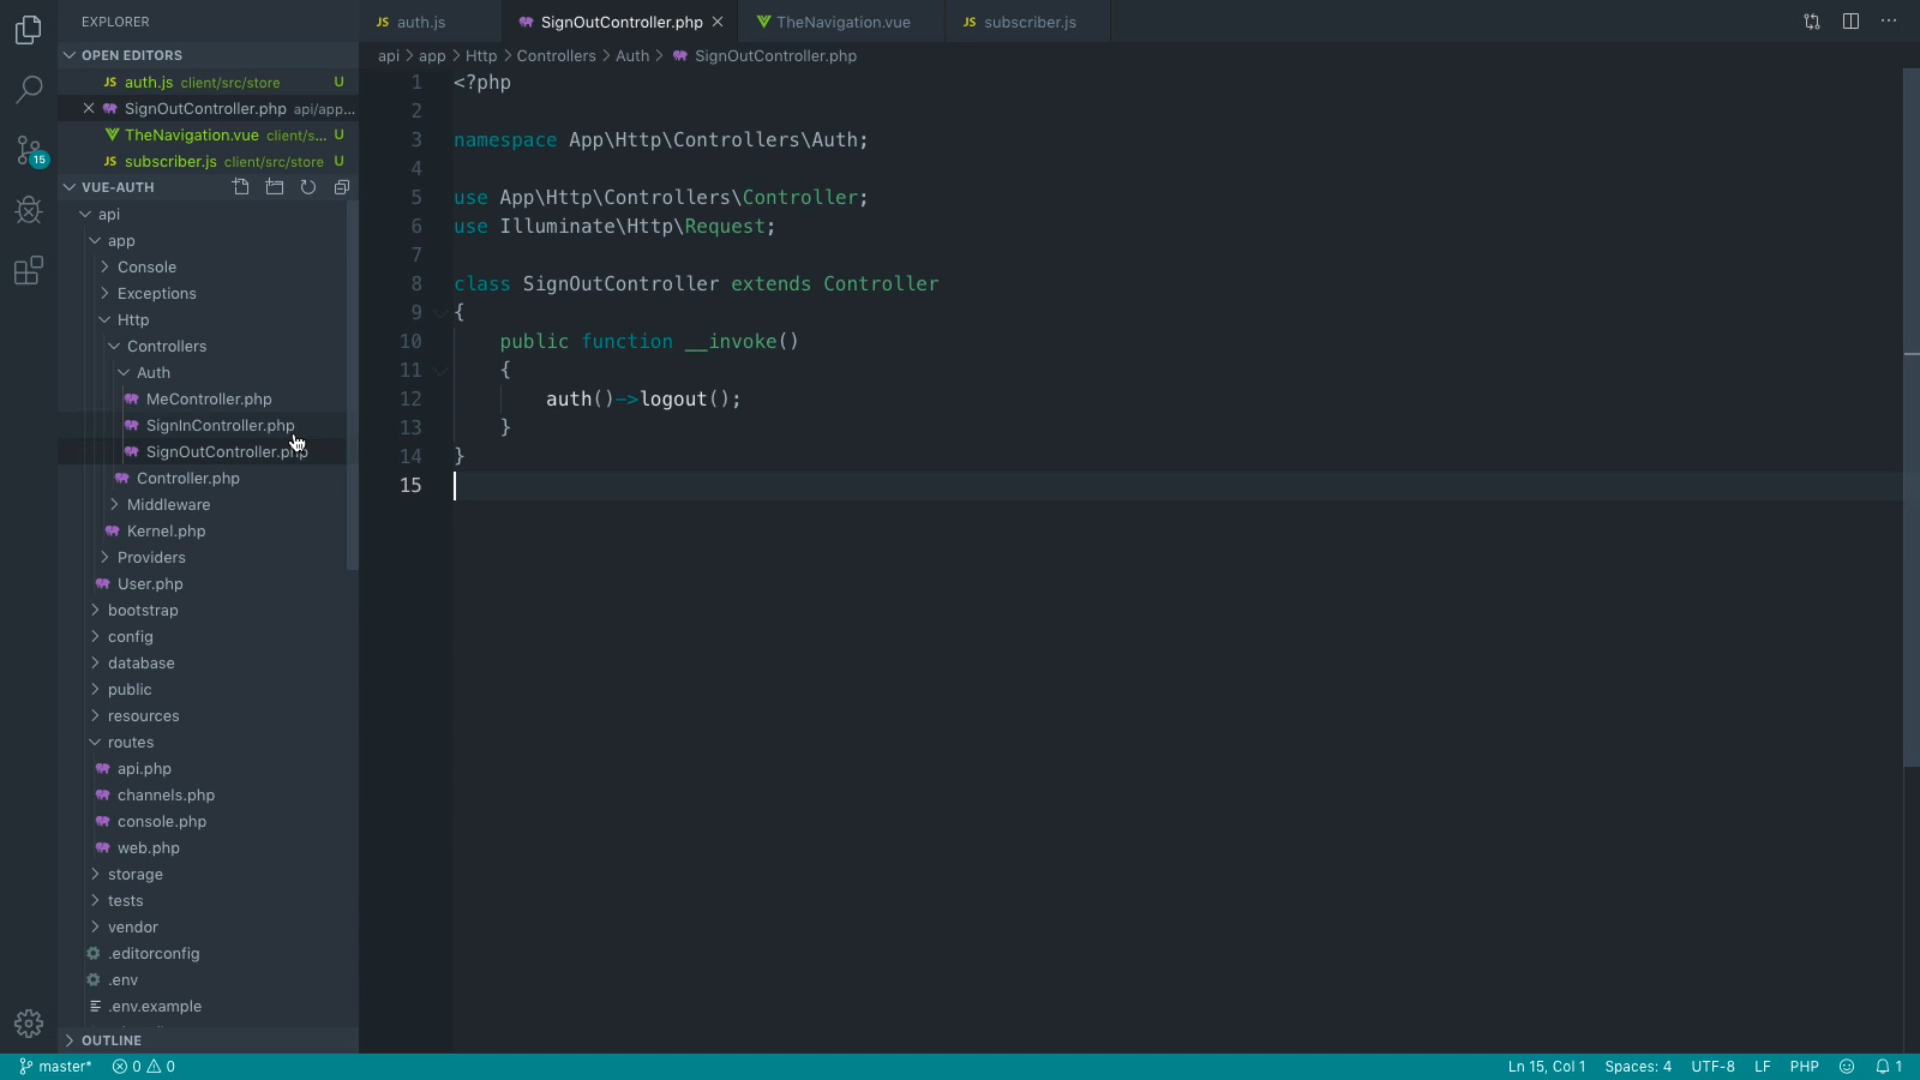 EXPLORER
OPEN EDITORS
JS auth.js client/src/store U
SignOutController.php api/app...
TheNavigation.vue client/s... U
JS subscriber.js client/src/store U
VUE-AUTH
api
app
Console
Exceptions
Http
Controllers
Auth
MeController.php
SignInController.php
SignOutController.php
Controller.php
Middleware
Kernel.php
Providers
User.php
bootstrap
config
database
public
resources
routes
api.php
channels.php
console.php
web.php
storage
tests
vendor
.editorconfig
.env
.env.example
OUTLINE
15
JS auth.js
SignOutController.php
TheNavigation.vue
JS subscriber.js
api > app > Http > Controllers > Auth > SignOutController.php
1 <?php
2
3 namespace App\Http\Controllers\Auth;
4
5 use App\Http\Controllers\Controller;
6 use Illuminate\Http\Request;
7
8 class SignOutController extends Controller
9 {
10 public function __invoke()
11 {
12 auth()->logout();
13 }
14 }
15
master* 0 0 Ln 15, Col 1 Spaces: 4 UTF-8 LF PHP 1